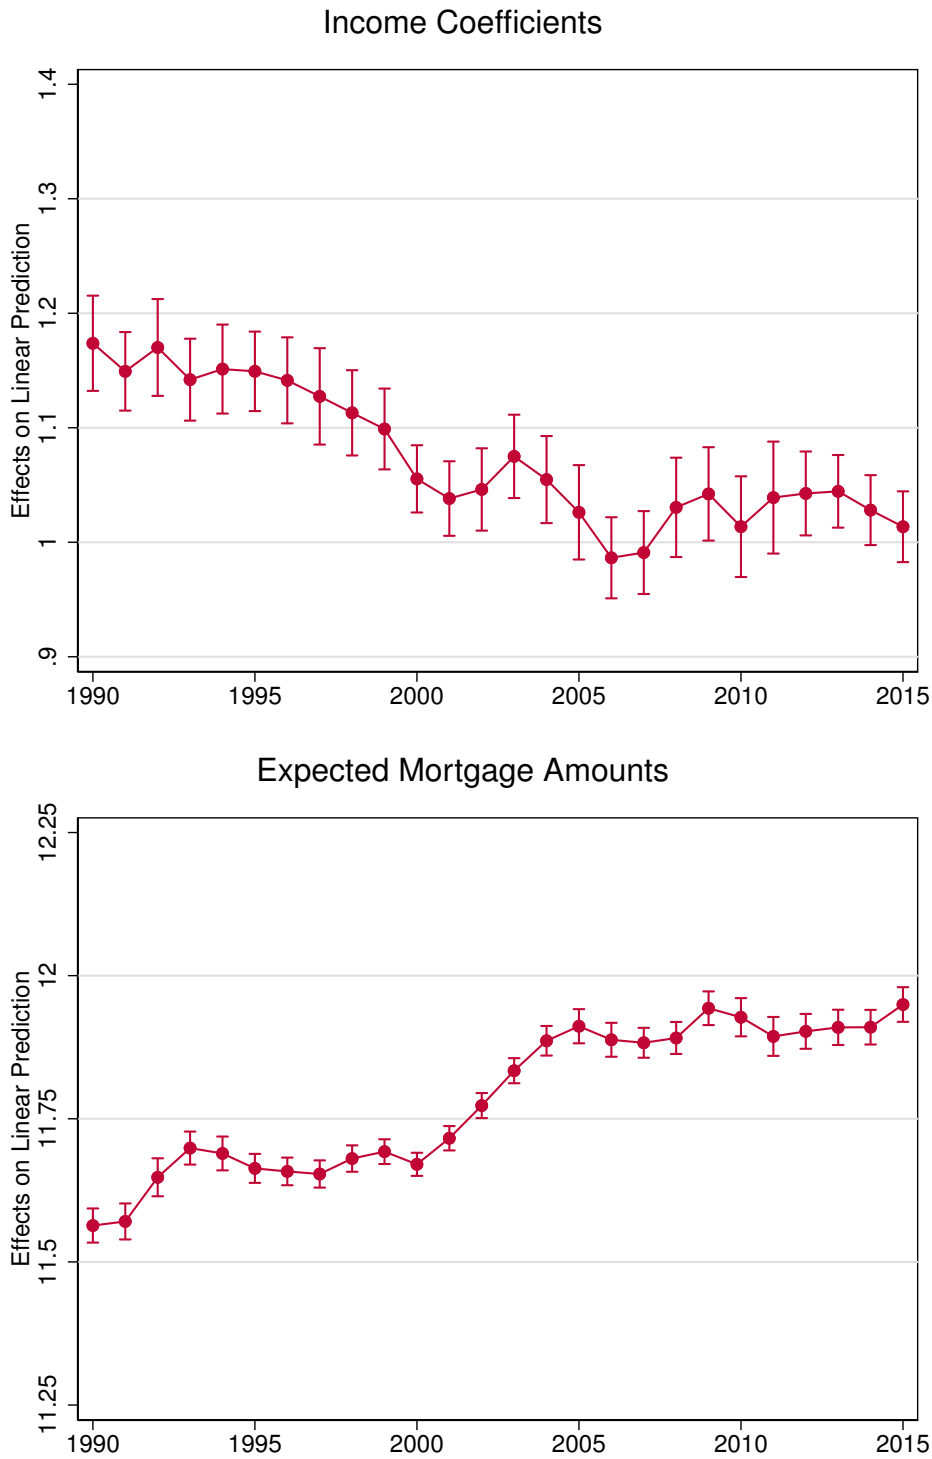 Income Coefficients
Effects on Linear Prediction
1.4
1.3
1.2
1.1
1
.9
1990 1995 2000 2005 2010 2015
Expected Mortgage Amounts
Effects on Linear Prediction
12.25
12
11.75
11.5
11.25
1990 1995 2000 2005 2010 2015